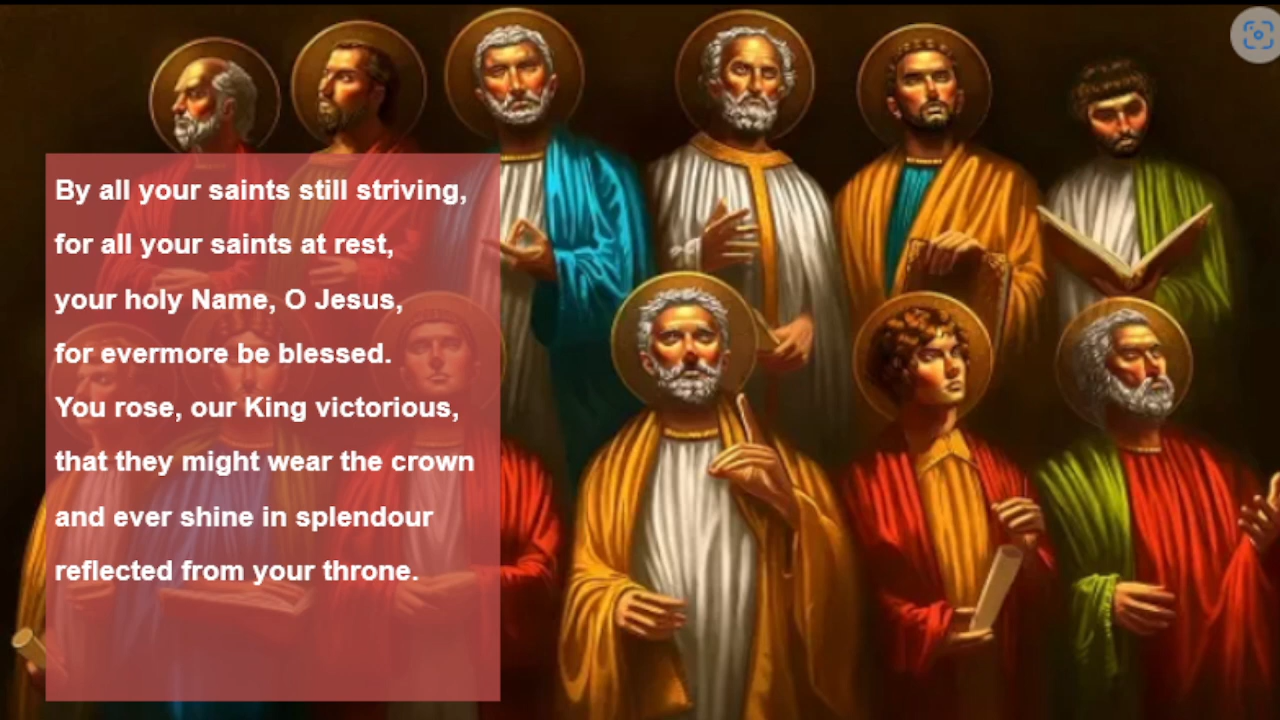 By all your saints still striving,
for all your saints at rest,
your holy Name, O Jesus,
for evermore be blessed.
You rose, our King victorious,
that they might wear the crown
and ever shine in splendour
reflected from your throne.